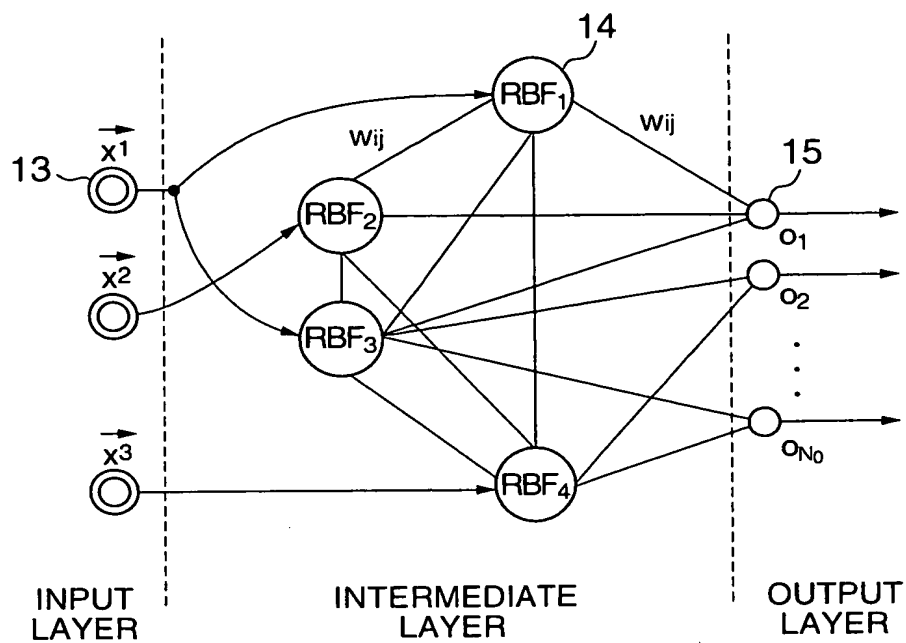 14
RBF₁
wij
wij
13
x¹
15
RBF₂
o₁
x²
o₂
RBF₃
x³
oN₀
RBF₄
INPUT LAYER
INTERMEDIATE LAYER
OUTPUT LAYER